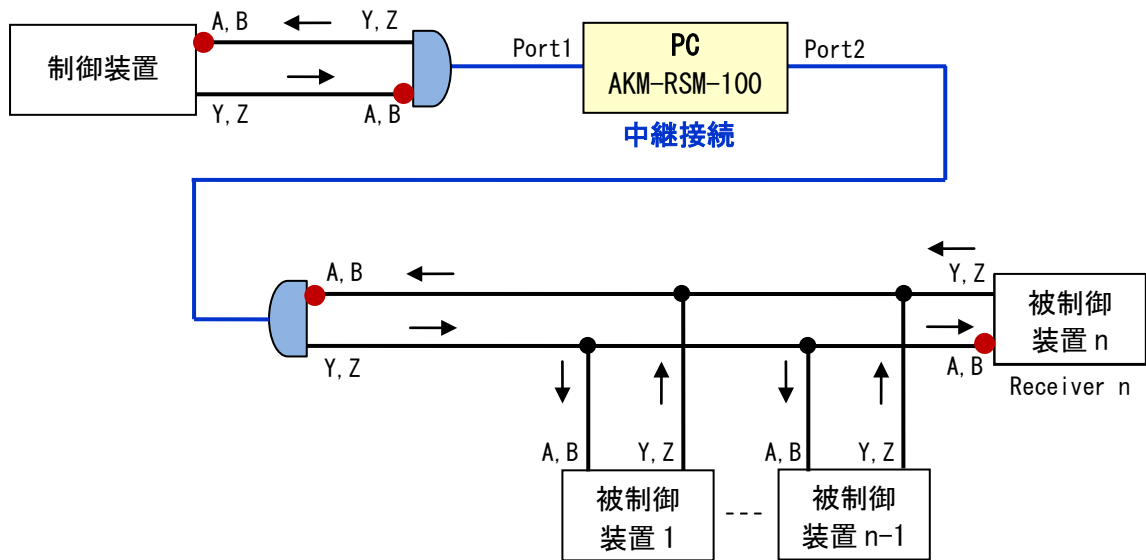 A,B
Y,Z
制御装置
Y,Z
A,B
Port1
PC
AKM-RSM-100
Port2
中継接続
A,B
Y,Z
Y,Z
被制御
装置 n
A,B
Receiver n
A,B
Y,Z
A,B
Y,Z
被制御
装置 1
---
被制御
装置 n-1